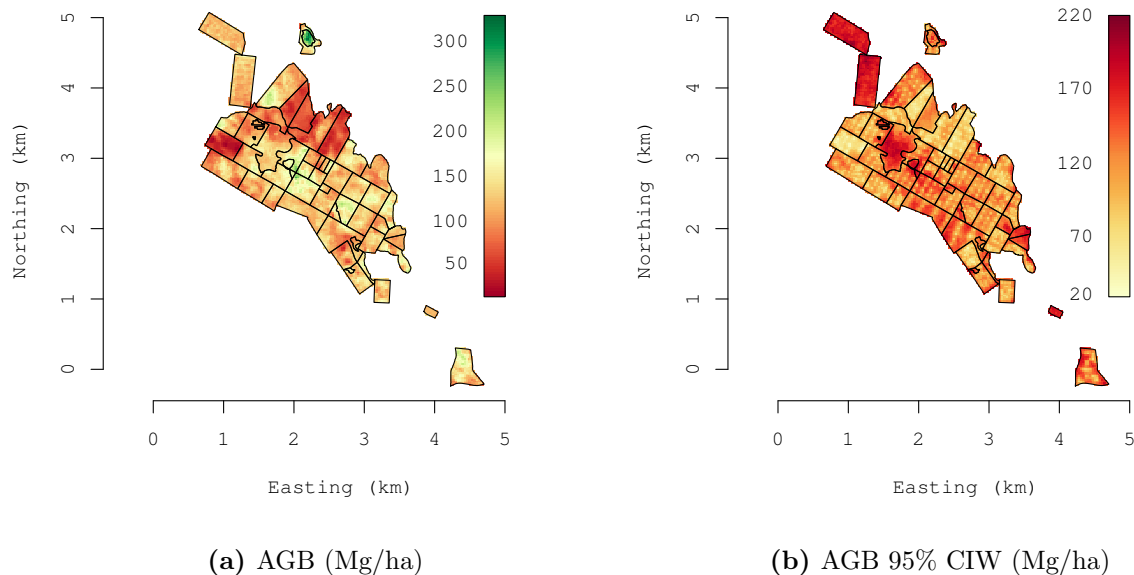 5
4
3
2
1
0
Northing (km)
0 1 2 3 4 5
Easting (km)
300
250
200
150
100
50
(a) AGB (Mg/ha)
5
4
3
2
1
0
Northing (km)
0 1 2 3 4 5
Easting (km)
220
170
120
70
20
(b) AGB 95% CIW (Mg/ha)